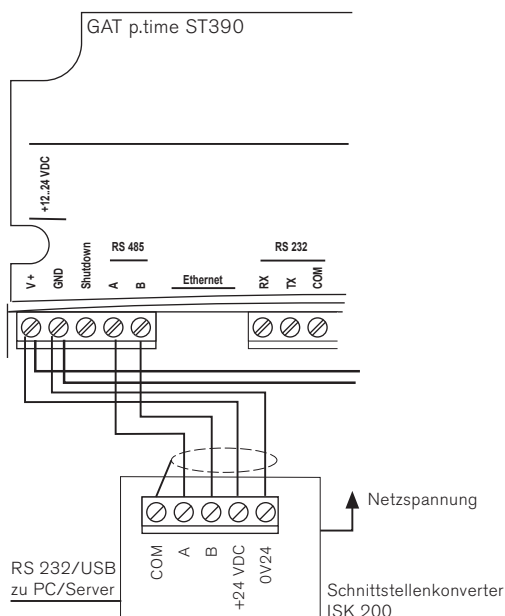 GAT p.time ST390
+12..24 VDC
V +
GND
Shutdown
RS 485
A
B
Ethernet
RS 232
RX
TX
COM
Netzspannung
COM
A
B
+24 VDC
0V24
RS 232/USB
zu PC/Server
Schnittstellenkonverter
ISK 200